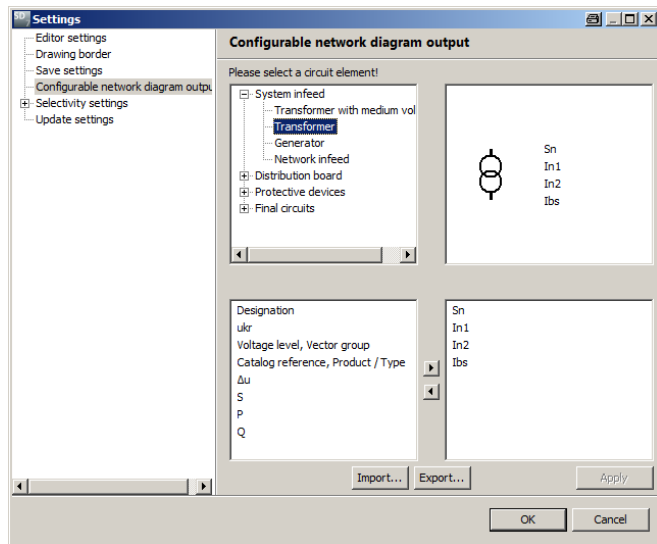 SD
Settings
Editor settings
Drawing border
Save settings
Configurable network diagram outpu
Selectivity settings
Update settings
Configurable network diagram output
Please select a circuit element!
System infeed
Transformer with medium vol
Transformer
Generator
Network infeed
Distribution board
Protective devices
Final circuits
Sn
In1
In2
Ibs
Designation
ukr
Voltage level, Vector group
Catalog reference, Product / Type
Δu
S
P
Q
Sn
In1
In2
Ibs
Import...
Export...
Apply
OK
Cancel